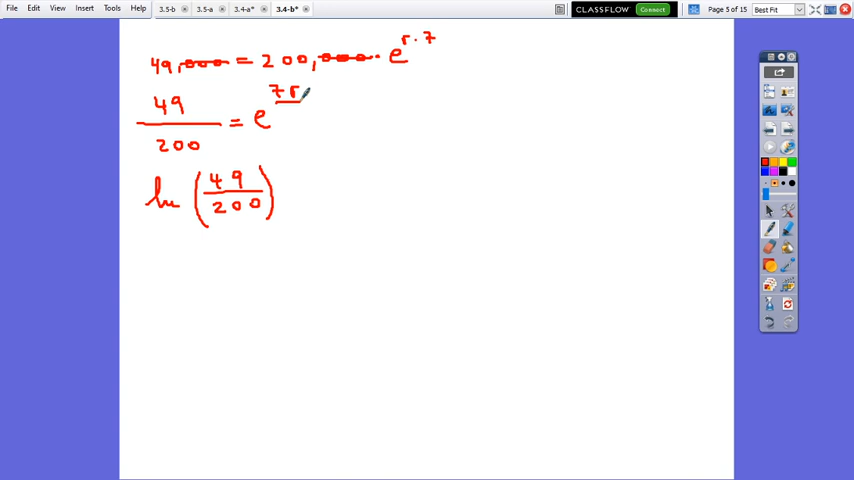 File Edit View Insert Tools Help 3.5-b 3.5-a 3.4-a* 3.4-b* CLASSFLOW Connect Page 5 of 15 Best Fit
49,000 = 200,000 · e^{r·7}
49/200 = e^{7r}
ln (49/200)